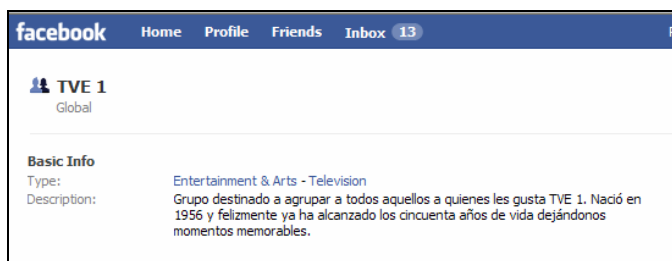 facebook Home Profile Friends Inbox 13
TVE 1
Global
Basic Info
Type: Entertainment & Arts - Television
Description: Grupo destinado a agrupar a todos aquellos a quienes les gusta TVE 1. Nació en
1956 y felizmente ya ha alcanzado los cincuenta años de vida dejándonos
momentos memorables.